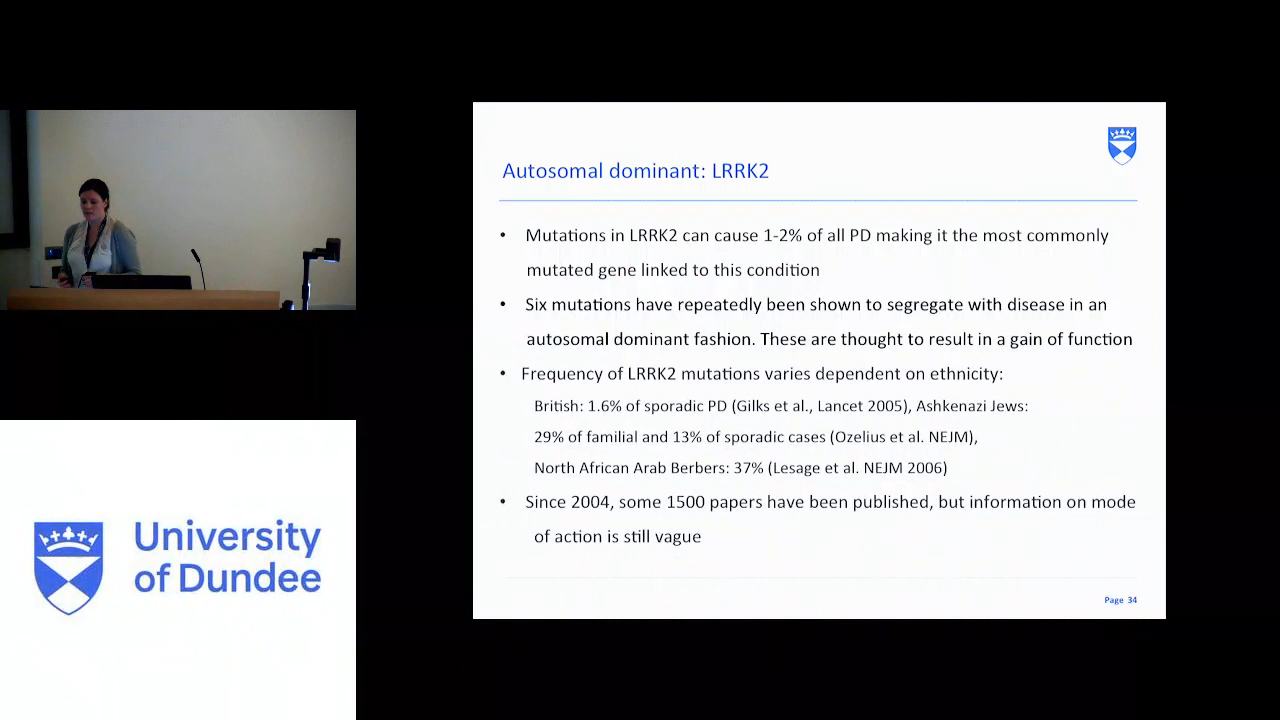 Autosomal dominant: LRRK2
• Mutations in LRRK2 can cause 1-2% of all PD making it the most commonly
mutated gene linked to this condition
• Six mutations have repeatedly been shown to segregate with disease in an
autosomal dominant fashion. These are thought to result in a gain of function
• Frequency of LRRK2 mutations varies dependent on ethnicity:
British: 1.6% of sporadic PD (Gilks et al., Lancet 2005), Ashkenazi Jews:
29% of familial and 13% of sporadic cases (Ozelius et al. NEJM),
North African Arab Berbers: 37% (Lesage et al. NEJM 2006)
• Since 2004, some 1500 papers have been published, but information on mode
of action is still vague
Page 34
University
of Dundee